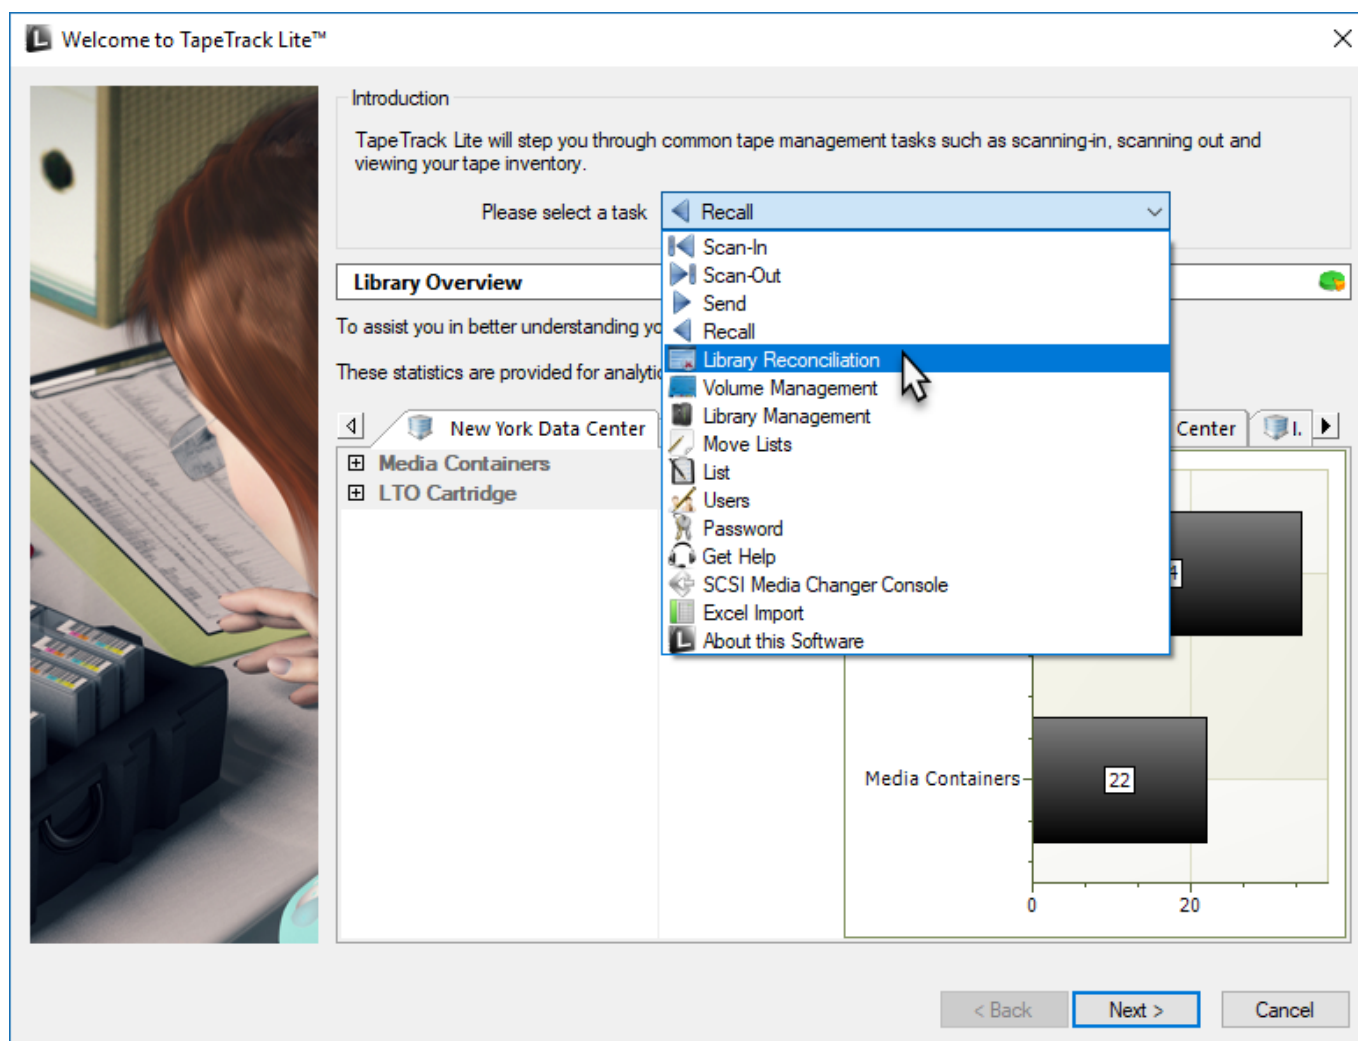 Welcome to TapeTrack Lite™
Introduction
TapeTrack Lite will step you through common tape management tasks such as scanning-in, scanning out and
viewing your tape inventory.
Please select a task
Recall
Scan-In
Scan-Out
Send
Recall
Library Reconciliation
Volume Management
Library Management
Move Lists
List
Users
Password
Get Help
SCSI Media Changer Console
Excel Import
About this Software
Library Overview
To assist you in better understanding
These statistics are provided for
New York Data Center
Center
Media Containers
LTO Cartridge
Media Containers
22
0
20
< Back
Next >
Cancel